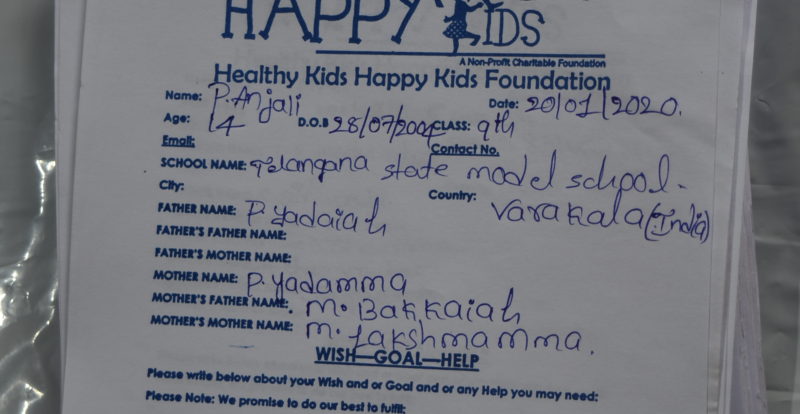 HAPPY KIDS
A Non-Profit Charitable Foundation
Healthy Kids Happy Kids Foundation
Name: P. Anjali Date: 20/01/2020.
Age: 14 D.O.B 28/07/2004 CLASS: 9th
Email: Contact No.
SCHOOL NAME: Telangana state model school.
City: Country: Varakala (India)
FATHER NAME: P. Yadaiah
FATHER'S FATHER NAME:
FATHER'S MOTHER NAME:
MOTHER NAME: P. Yadamma
MOTHER'S FATHER NAME: M. Bakkaiah
MOTHER'S MOTHER NAME: M. Lakshmamma.
WISH—GOAL—HELP
Please write below about your Wish and or Goal and or any Help you may need:
Please Note: We promise to do our best to fulfil: